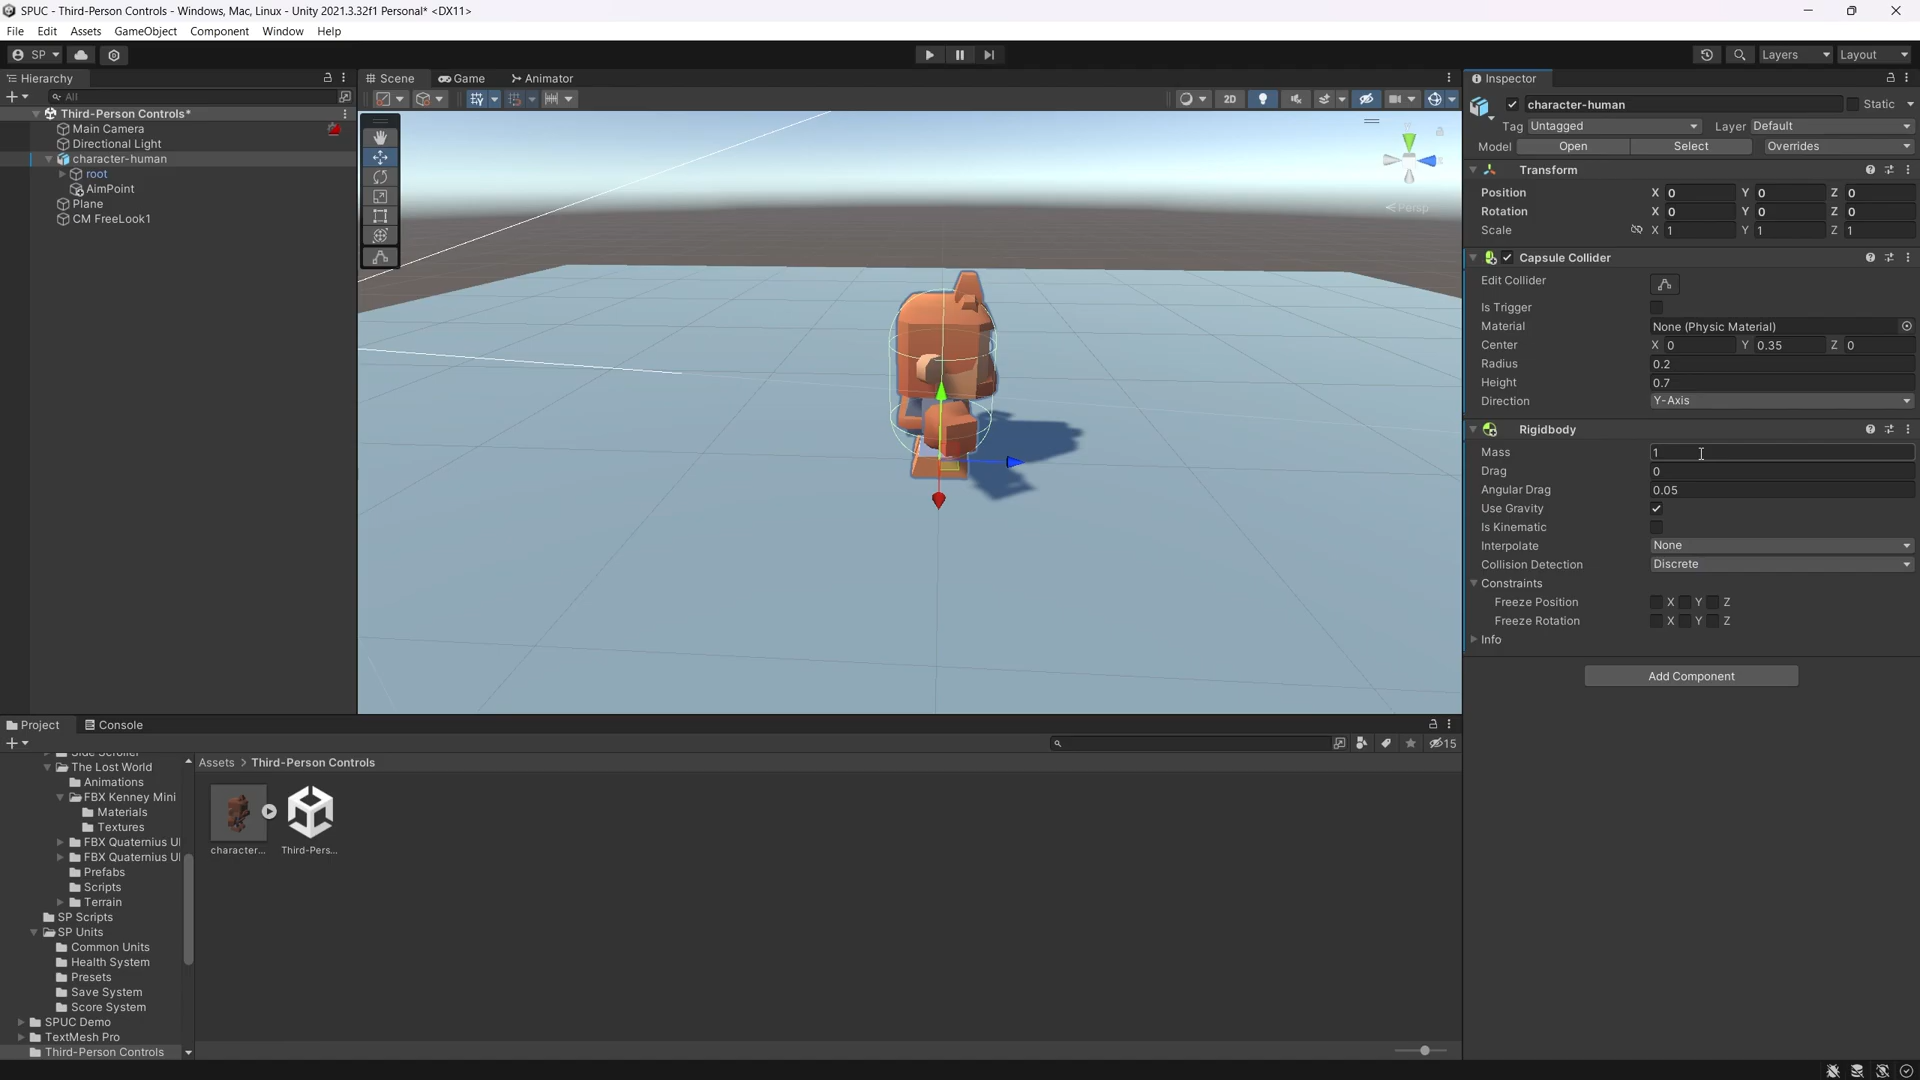 SPUC - Third-Person Controls - Windows, Mac, Linux - Unity 2021.3.32f1 Personal* <DX11>
File Edit Assets GameObject Component Window Help
SP Layers Layout
Hierarchy Scene Game Animator Inspector
All 2D
Third-Person Controls*
Main Camera
Directional Light
character-human
root
AimPoint
Plane
CM FreeLook1
Persp
character-human Static
Tag Untagged Layer Default
Model Open Select Overrides
Transform
Position X 0 Y 0 Z 0
Rotation X 0 Y 0 Z 0
Scale X 1 Y 1 Z 1
Capsule Collider
Edit Collider
Is Trigger
Material None (Physic Material)
Center X 0 Y 0.35 Z 0
Radius 0.2
Height 0.7
Direction Y-Axis
Rigidbody
Mass 1
Drag 0
Angular Drag 0.05
Use Gravity
Is Kinematic
Interpolate None
Collision Detection Discrete
Constraints
Freeze Position X Y Z
Freeze Rotation X Y Z
Info
Add Component
Project Console
15
Side Scroller
The Lost World
Animations
FBX Kenney Mini
Materials
Textures
FBX Quaternius Ul
FBX Quaternius Ul
Prefabs
Scripts
Terrain
SP Scripts
SP Units
Common Units
Health System
Presets
Save System
Score System
SPUC Demo
TextMesh Pro
Third-Person Controls
Assets > Third-Person Controls
character... Third-Pers...